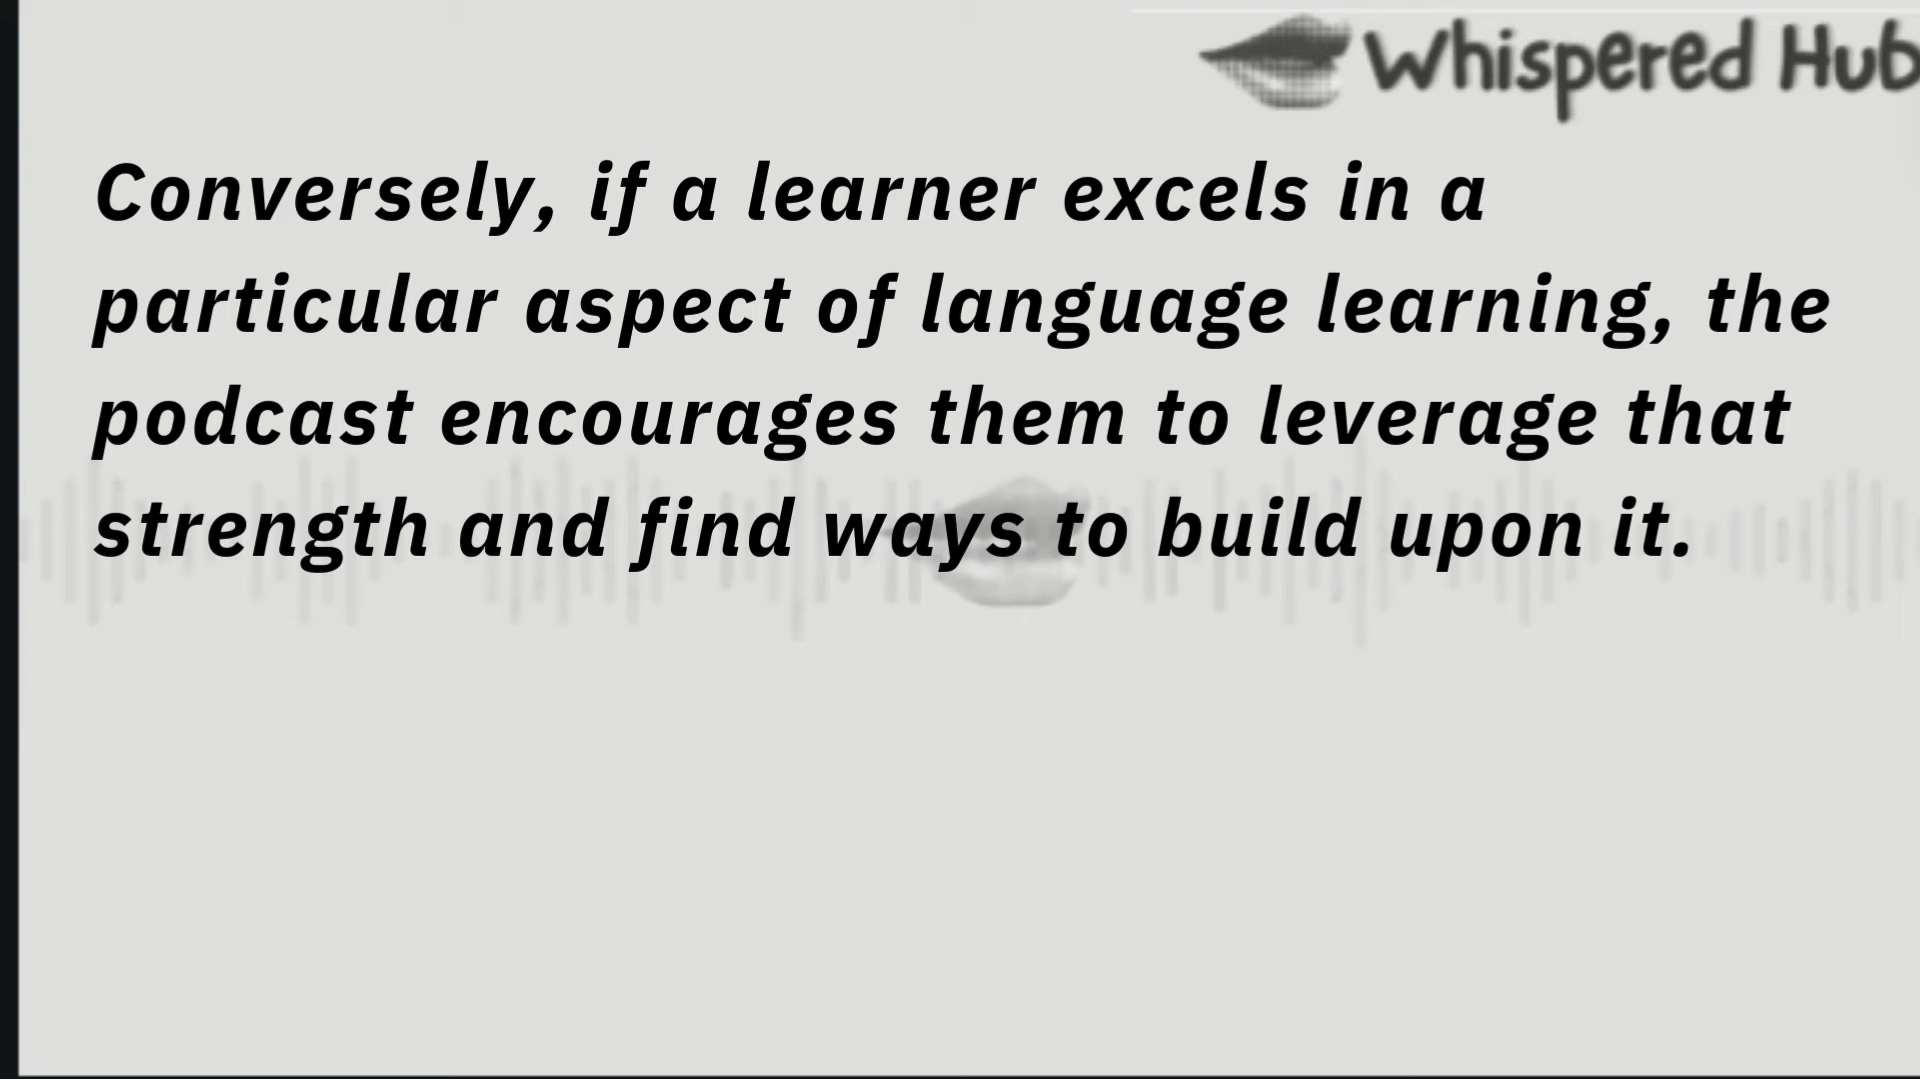 Whispered Hub
Conversely, if a learner excels in a
particular aspect of language learning, the
podcast encourages them to leverage that
strength and find ways to build upon it.